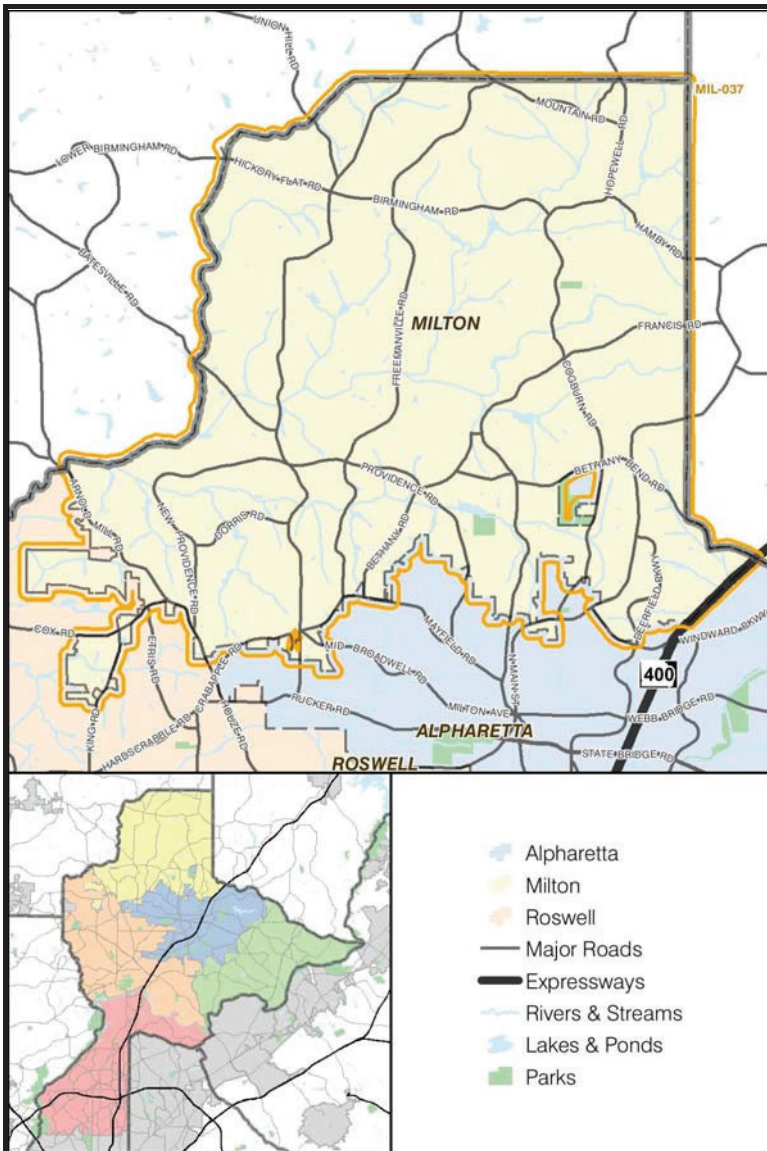 UNION HILL RD
MIL-037
MOUNTAIN RD
HOPEWELL RD
LOWER BIRMINGHAM RD
HICKORY FLAT RD
BIRMINGHAM RD
HAMBY RD
BATESVILLE RD
MILTON
FRANCIS RD
FREEMANVILLE RD
COGBURN RD
PROVIDENCE RD
BETHANY BEND RD
ARNOLD MILL RD
NEW PROVIDENCE RD
DORRIS RD
BETHANY RD
DEERFIELD PKWY
COX RD
ETRIS RD
CRABAPPLE RD
MID BROADWELL RD
MAYFIELD RD
N MAIN ST
WINDWARD PKWY
400
KING RD
HARDSCRABBLE RD
HOUZE RD
RUCKER RD
MILTON AVE
WEBB BRIDGE RD
ALPHARETTA
STATE BRIDGE RD
ROSWELL
Alpharetta
Milton
Roswell
Major Roads
Expressways
Rivers & Streams
Lakes & Ponds
Parks